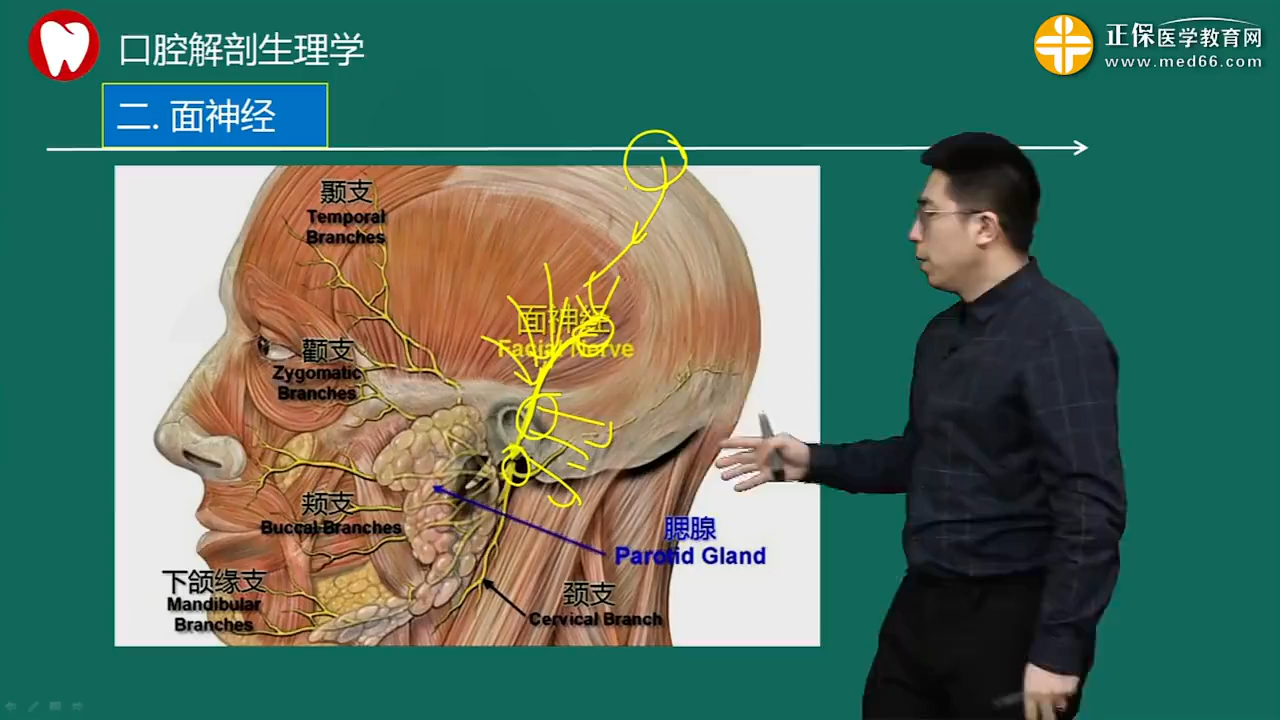 口腔解剖生理学
正保医学教育网
www.med66.com
二. 面神经
颞支
Temporal
Branches
面神经
Facial Nerve
颧支
Zygomatic
Branches
颊支
Buccal Branches
腮腺
Parotid Gland
下颌缘支
Mandibular
Branches
颈支
Cervical Branch